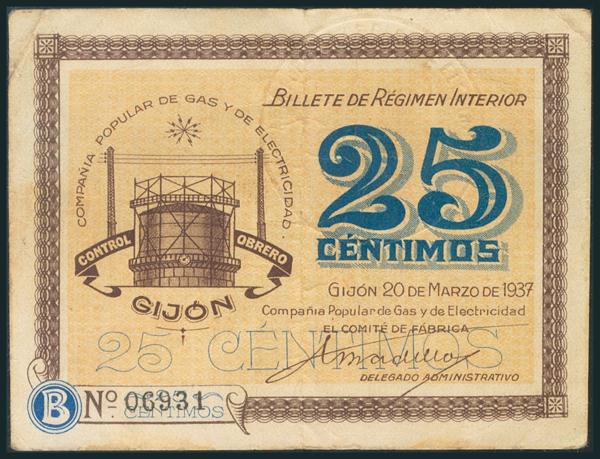 COMPAÑIA POPULAR DE GAS Y DE ELECTRICIDAD.
CONTROL OBRERO
GIJÓN
BILLETE DE RÉGIMEN INTERIOR
25
CÉNTIMOS
GIJÓN 20 DE MARZO DE 1937
Compañia Popular de Gas y de Electricidad
EL COMITÉ DE FÁBRICA
DELEGADO ADMINISTRATIVO
25 CÉNTIMOS
B Nº 06931
CÉNTIMOS